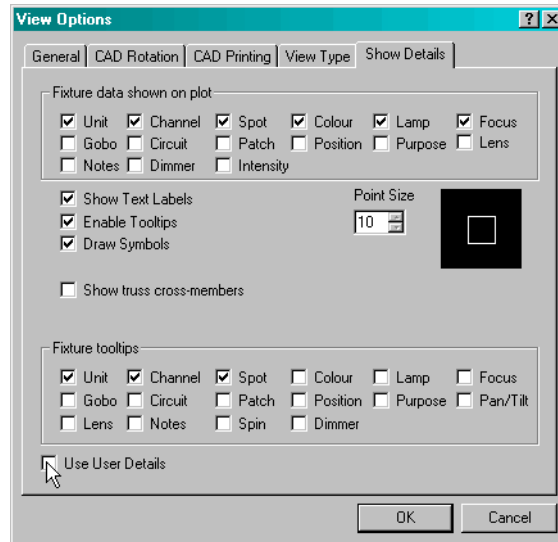 View Options
General CAD Rotation CAD Printing View Type Show Details
Fixture data shown on plot
Unit Channel Spot Colour Lamp Focus
Gobo Circuit Patch Position Purpose Lens
Notes Dimmer Intensity
Show Text Labels
Enable Tooltips
Draw Symbols
Point Size
10
Show truss cross-members
Fixture tooltips
Unit Channel Spot Colour Lamp Focus
Gobo Circuit Patch Position Purpose Pan/Tilt
Lens Notes Spin Dimmer
Use User Details
OK Cancel